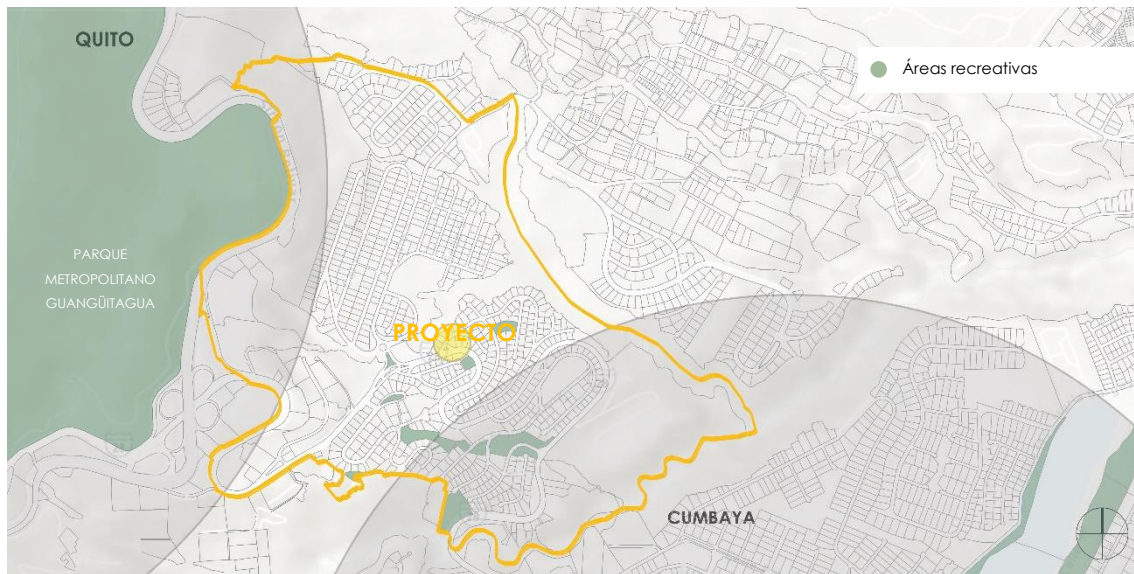 QUITO
Áreas recreativas
PARQUE
METROPOLITANO
GUANGÜITAGUA
PROYECTO
CUMBAYA